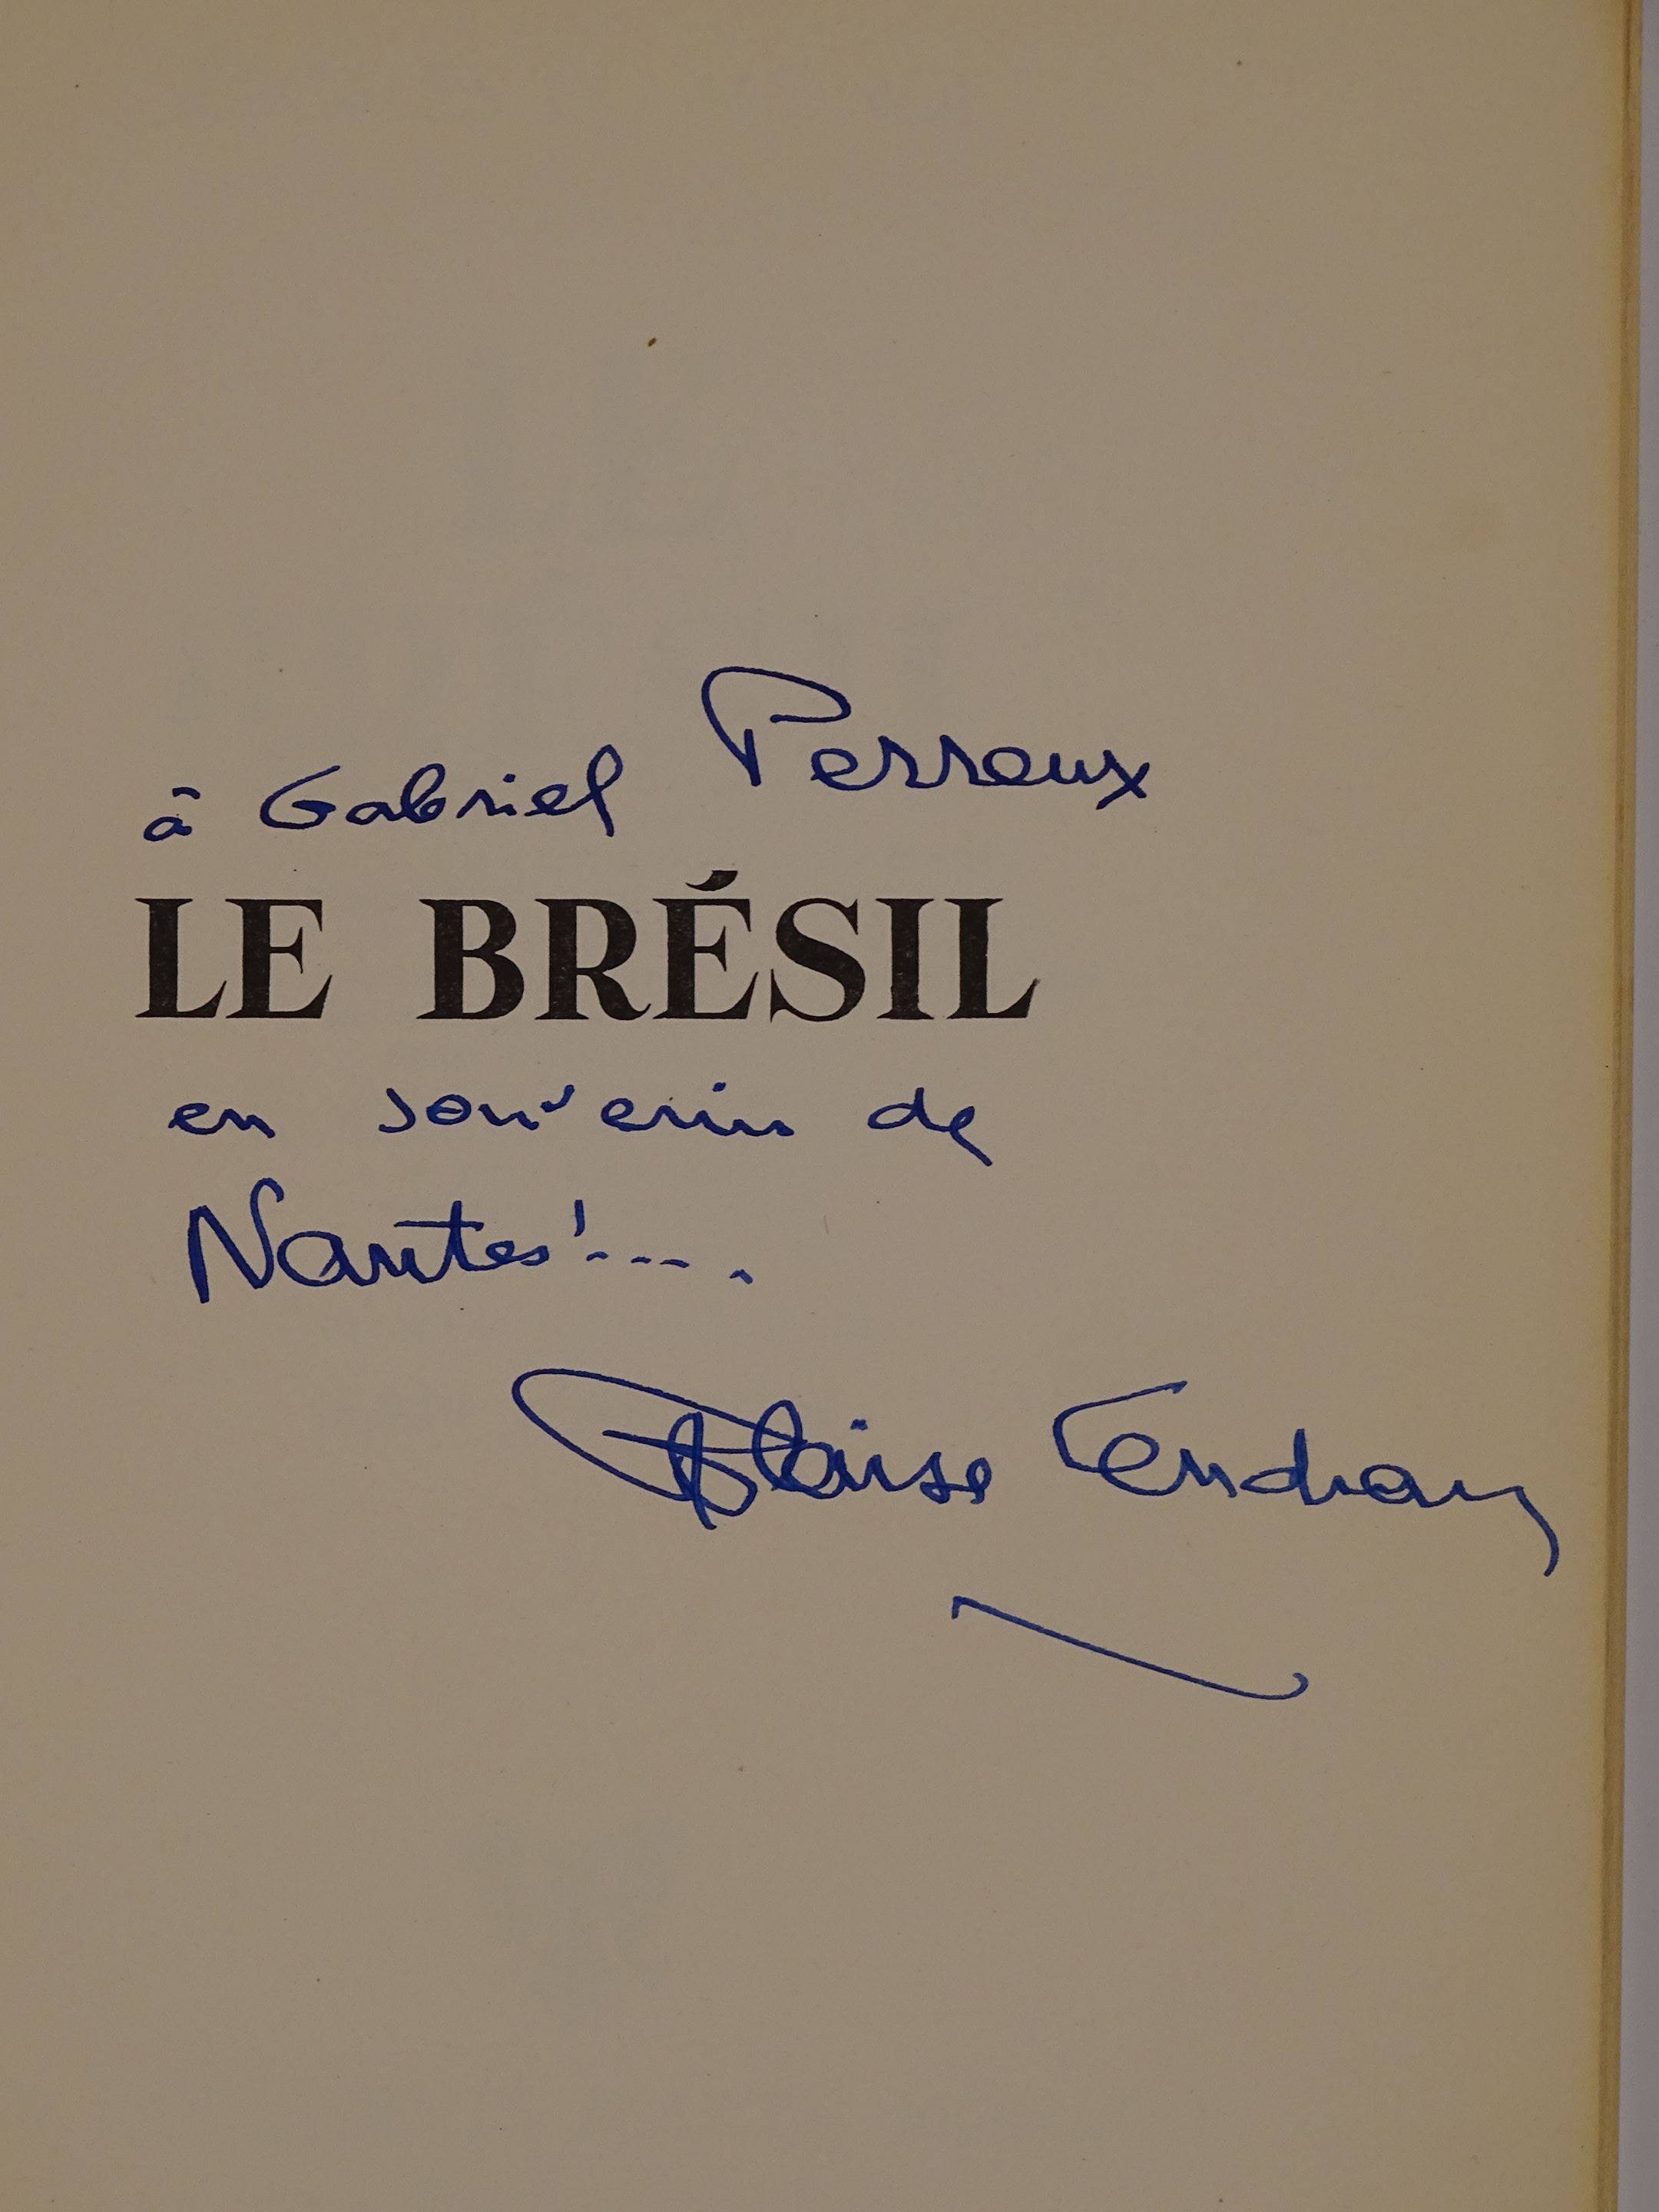 à Gabriel Perreux
LE BRÉSIL
en souvenir de
Nantes!....
Blaise Cendrars